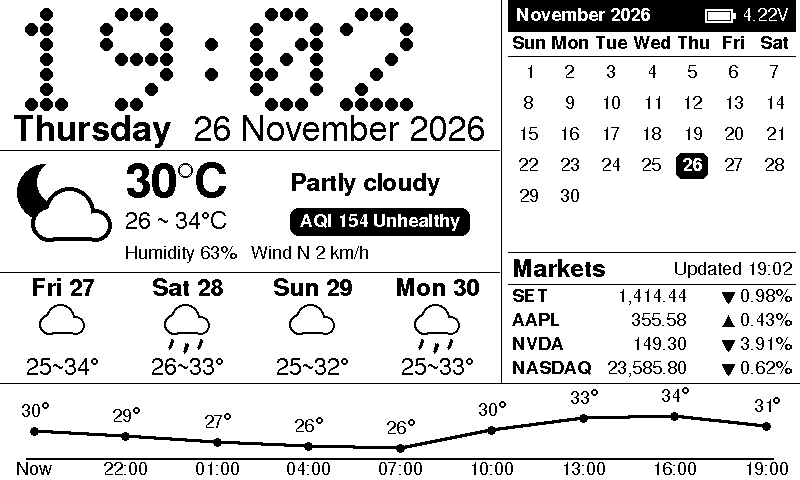 19:02
Thursday 26 November 2026
30°C
Partly cloudy
26 ~ 34°C
AQI 154 Unhealthy
Humidity 63% Wind N 2 km/h
Fri 27 Sat 28 Sun 29 Mon 30
25~34° 26~33° 25~32° 25~33°
November 2026 4.22V
Sun Mon Tue Wed Thu Fri Sat
1 2 3 4 5 6 7
8 9 10 11 12 13 14
15 16 17 18 19 20 21
22 23 24 25 26 27 28
29 30
Markets Updated 19:02
SET 1,414.44 ▼ 0.98%
AAPL 355.58 ▲ 0.43%
NVDA 149.30 ▼ 3.91%
NASDAQ 23,585.80 ▼ 0.62%
30° 29° 27° 26° 26° 30° 33° 34° 31°
Now 22:00 01:00 04:00 07:00 10:00 13:00 16:00 19:00